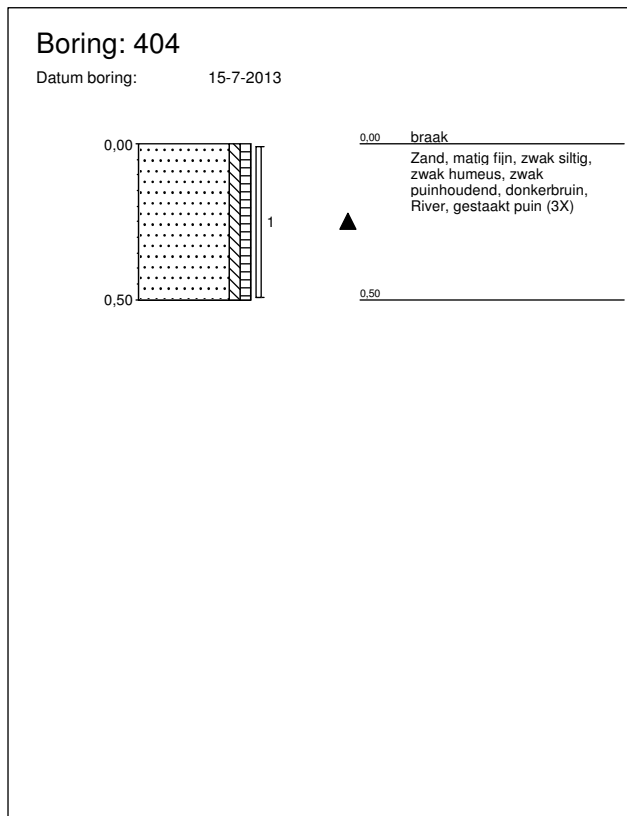 Boring: 404
Datum boring: 15-7-2013
0,00
0,50
1
0,00 braak
Zand, matig fijn, zwak siltig,
zwak humeus, zwak
puinhoudend, donkerbruin,
River, gestaakt puin (3X)
0,50